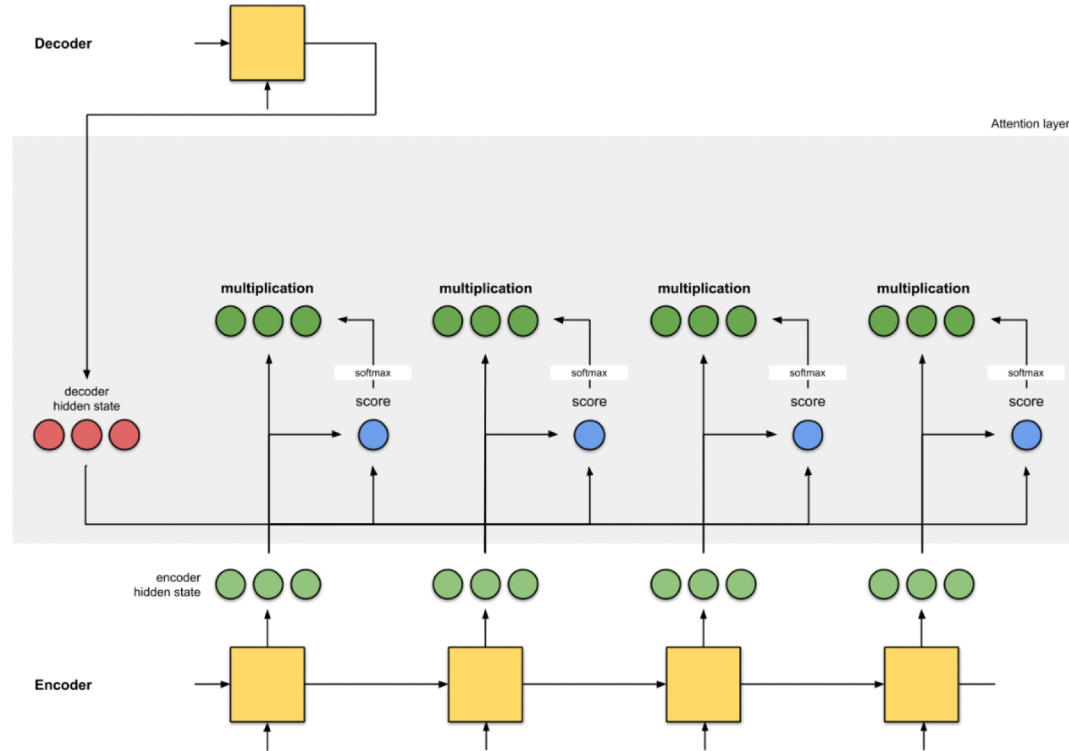 Decoder
Attention layer
multiplication
multiplication
multiplication
multiplication
softmax
softmax
softmax
softmax
decoder
hidden state
score
score
score
score
encoder
hidden state
Encoder